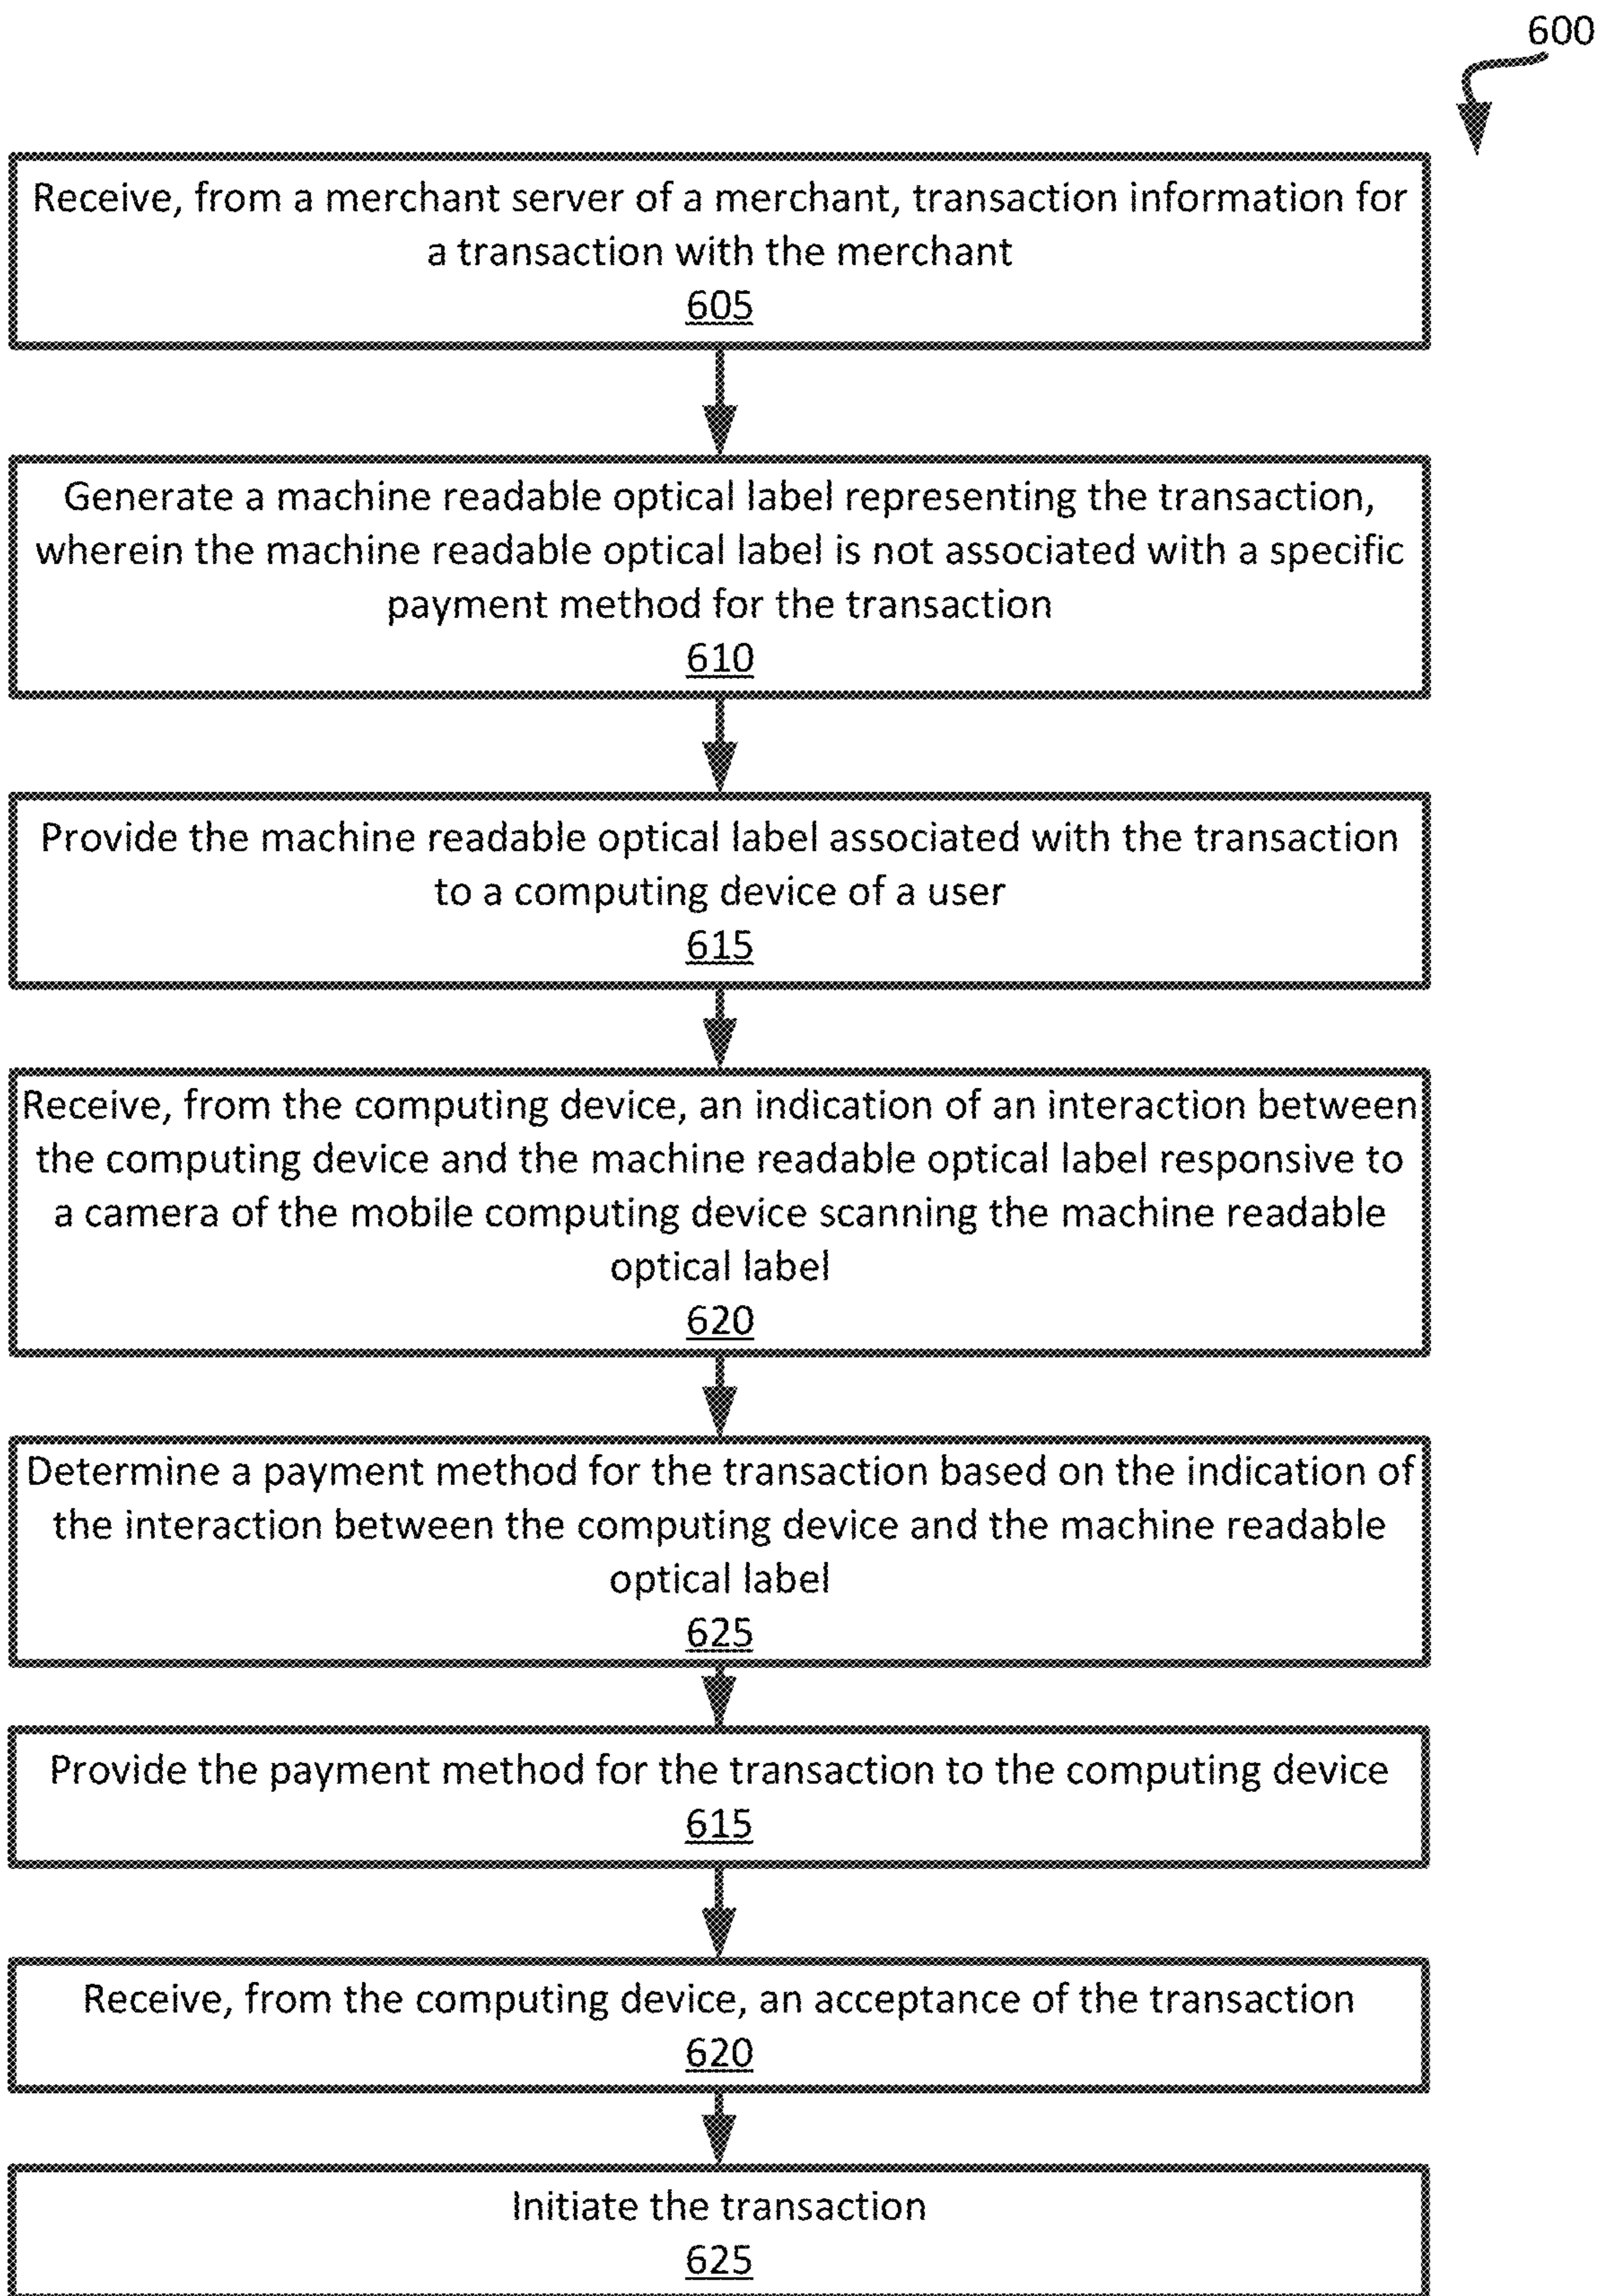 600
Receive, from a merchant server of a merchant, transaction information for
a transaction with the merchant
605
Generate a machine readable optical label representing the transaction,
wherein the machine readable optical label is not associated with a specific
payment method for the transaction
610
Provide the machine readable optical label associated with the transaction
to a computing device of a user
615
Receive, from the computing device, an indication of an interaction between
the computing device and the machine readable optical label responsive to
a camera of the mobile computing device scanning the machine readable
optical label
620
Determine a payment method for the transaction based on the indication of
the interaction between the computing device and the machine readable
optical label
625
Provide the payment method for the transaction to the computing device
615
Receive, from the computing device, an acceptance of the transaction
620
Initiate the transaction
625